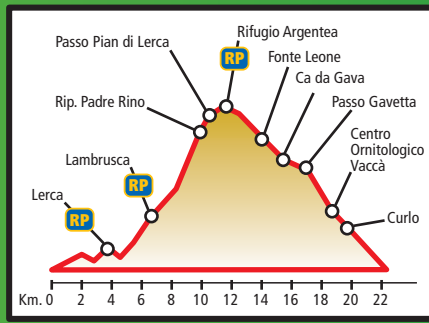 Rifugio Argentea
Passo Pian di Lerca
RP
Fonte Leone
Ca da Gava
Rip. Padre Rino
Passo Gavetta
Lambrusca
Centro
Ornitologico
Vaccà
RP
Lerca
RP
Curlo
Km. 0 2 4 6 8 10 12 14 16 18 20 22